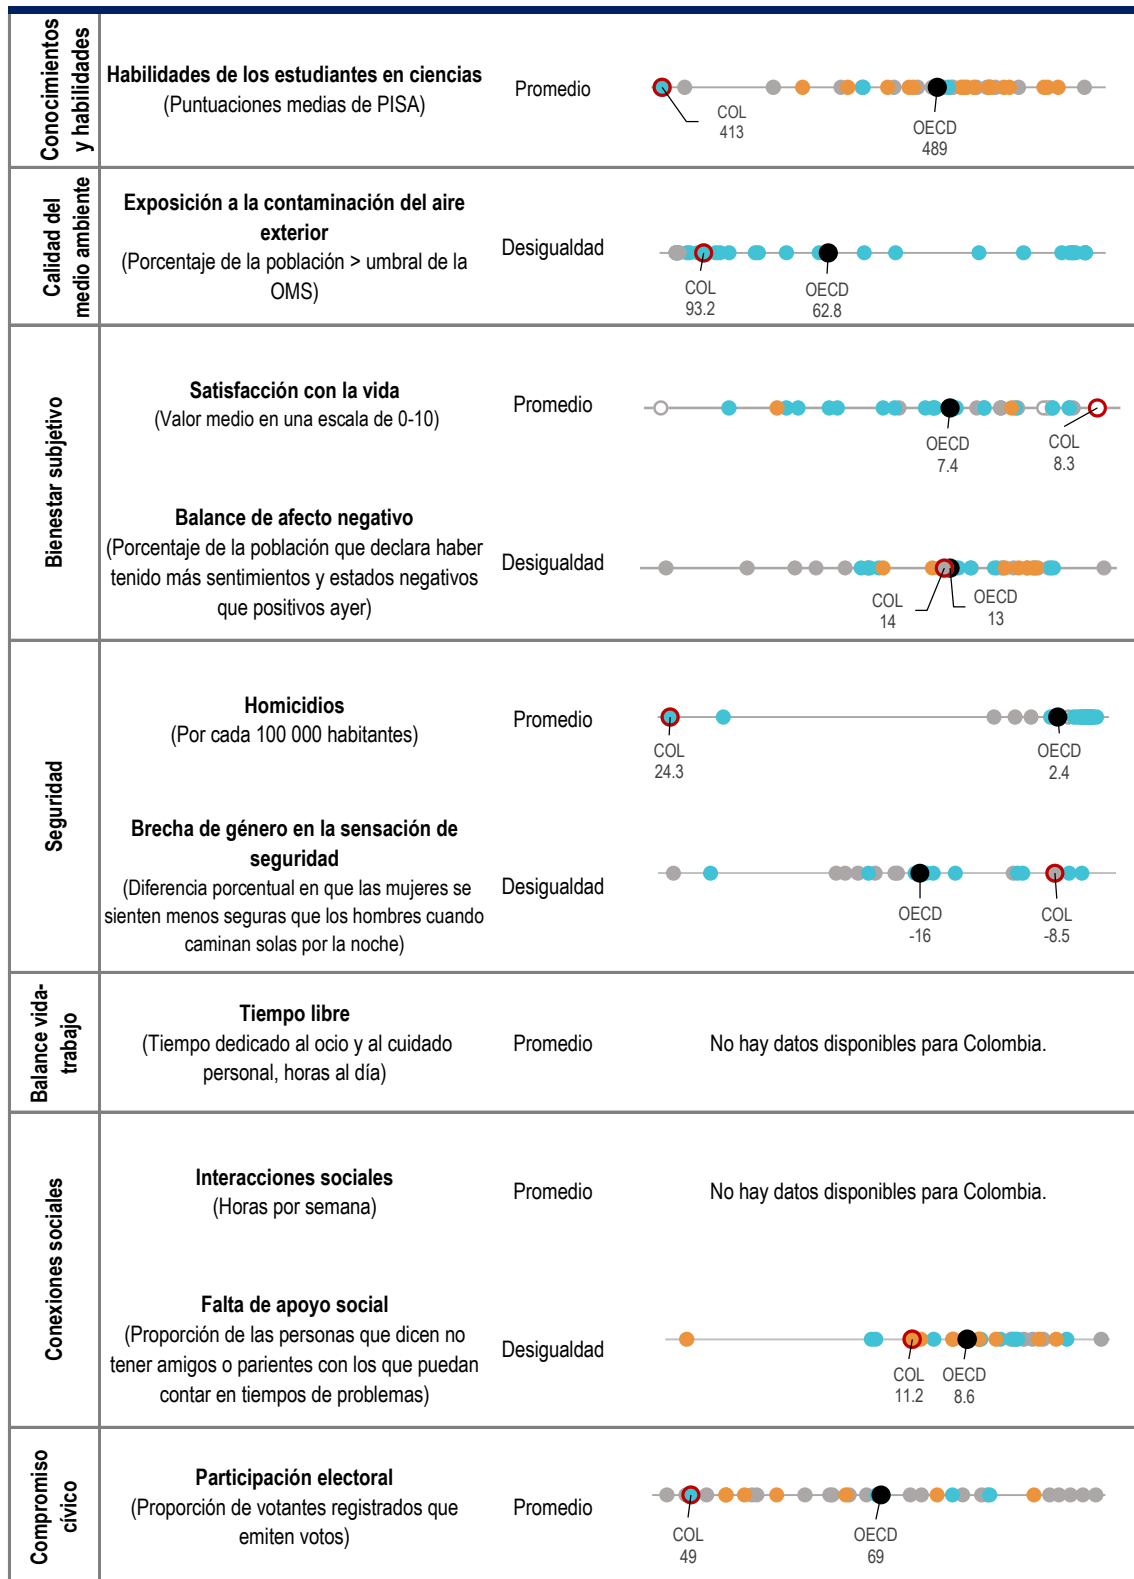 Conocimientos
y habilidades
Habilidades de los estudiantes en ciencias
(Puntuaciones medias de PISA)
Promedio
COL
413
OECD
489
Calidad del
medio ambiente
Exposición a la contaminación del aire
exterior
(Porcentaje de la población > umbral de la
OMS)
Desigualdad
COL
93.2
OECD
62.8
Bienestar subjetivo
Satisfacción con la vida
(Valor medio en una escala de 0-10)
Promedio
OECD
7.4
COL
8.3
Balance de afecto negativo
(Porcentaje de la población que declara haber
tenido más sentimientos y estados negativos
que positivos ayer)
Desigualdad
COL
14
OECD
13
Seguridad
Homicidios
(Por cada 100 000 habitantes)
Promedio
COL
24.3
OECD
2.4
Brecha de género en la sensación de
seguridad
(Diferencia porcentual en que las mujeres se
sienten menos seguras que los hombres cuando
caminan solas por la noche)
Desigualdad
OECD
-16
COL
-8.5
Balance vida-
trabajo
Tiempo libre
(Tiempo dedicado al ocio y al cuidado
personal, horas al día)
Promedio
No hay datos disponibles para Colombia.
Conexiones sociales
Interacciones sociales
(Horas por semana)
Promedio
No hay datos disponibles para Colombia.
Falta de apoyo social
(Proporción de las personas que dicen no
tener amigos o parientes con los que puedan
contar en tiempos de problemas)
Desigualdad
COL
11.2
OECD
8.6
Compromiso
cívico
Participación electoral
(Proporción de votantes registrados que
emiten votos)
Promedio
COL
49
OECD
69